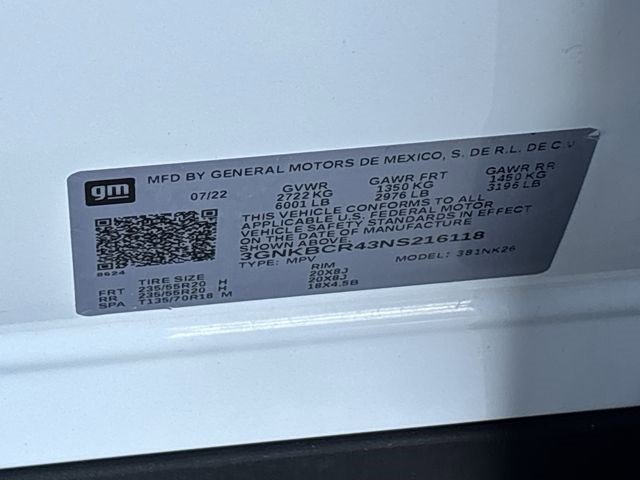 gm
MFD BY GENERAL MOTORS DE MEXICO, S. DE R.L. DE C.V
07/22 GVWR GAWR FRT GAWR RR
2722 KG 1350 KG 1450 KG
6001 LB 2976 LB 3196 LB
THIS VEHICLE CONFORMS TO ALL
APPLICABLE U.S. FEDERAL MOTOR
VEHICLE SAFETY STANDARDS IN EFFECT
ON THE DATE OF MANUFACTURE
SHOWN ABOVE.
3GNKBCR43NS216118
TYPE: MPV MODEL: 381NK26
8624
TIRE SIZE RIM
FRT 235/55R20 H 20X8J
RR 235/55R20 H 20X8J
SPA T135/70R18 M 18X4.5B